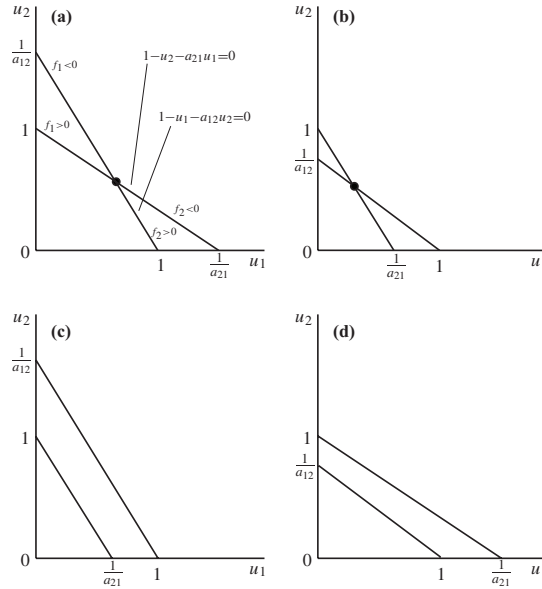 u₂ (a)
1/a₁₂
f₁<0
1−u₂−a₂₁u₁=0
1−u₁−a₁₂u₂=0
1
f₁>0
f₂<0
f₂>0
0
1
1/a₂₁
u₁
u₂ (b)
1
1/a₁₂
0
1/a₂₁
1
u
u₂ (c)
1/a₁₂
1
0
1/a₂₁
1
u₁
u₂ (d)
1
1/a₁₂
0
1
1/a₂₁
u